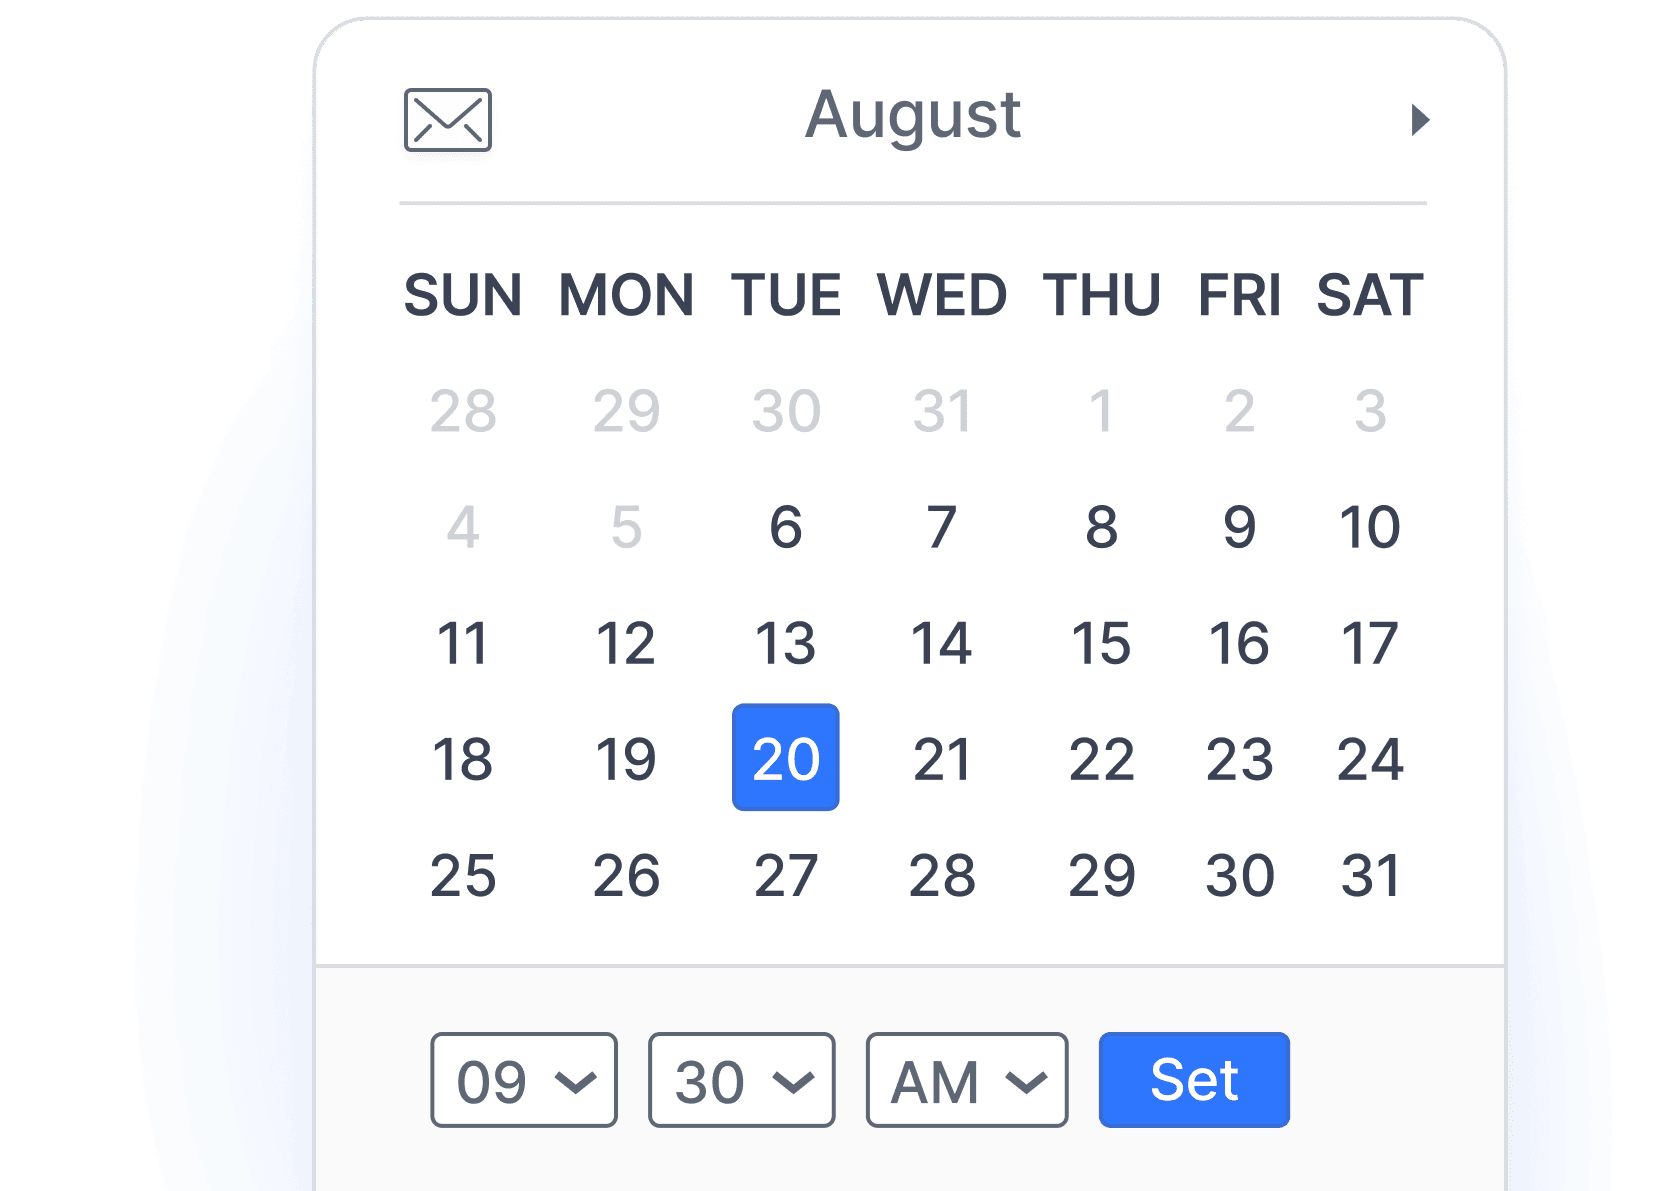 August
SUN MON TUE WED THU FRI SAT
28 29 30 31 1 2 3
4 5 6 7 8 9 10
11 12 13 14 15 16 17
18 19 20 21 22 23 24
25 26 27 28 29 30 31
09 30 AM Set